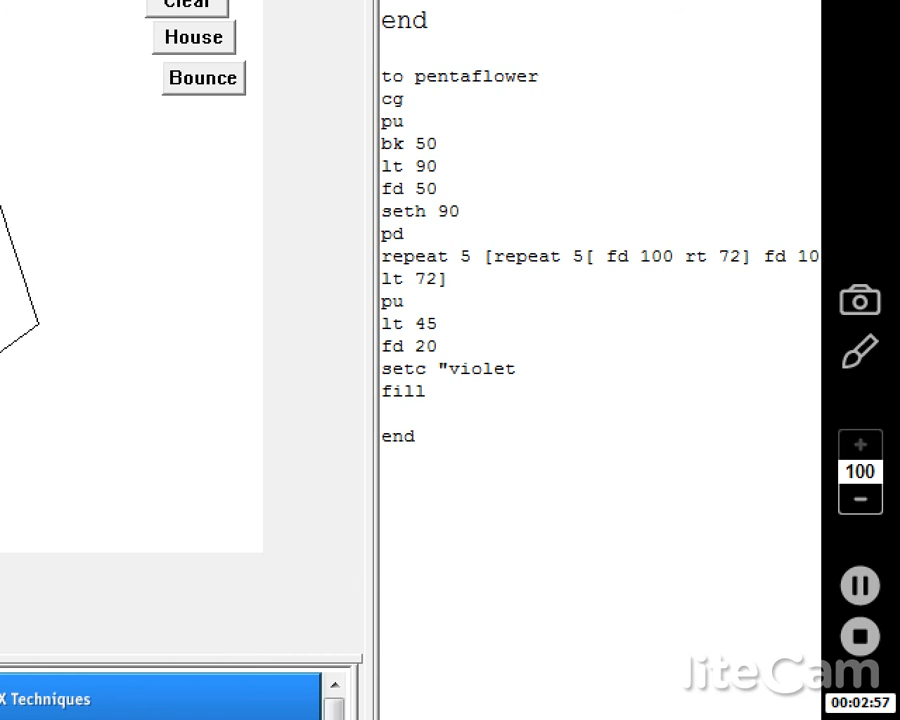 Clear
House
Bounce
end
to pentaflower
cg
pu
bk 50
lt 90
fd 50
seth 90
pd
repeat 5 [repeat 5[ fd 100 rt 72] fd 10
lt 72]
pu
lt 45
fd 20
setc "violet
fill
end
+
100
−
X Techniques
liteCam
00:02:57